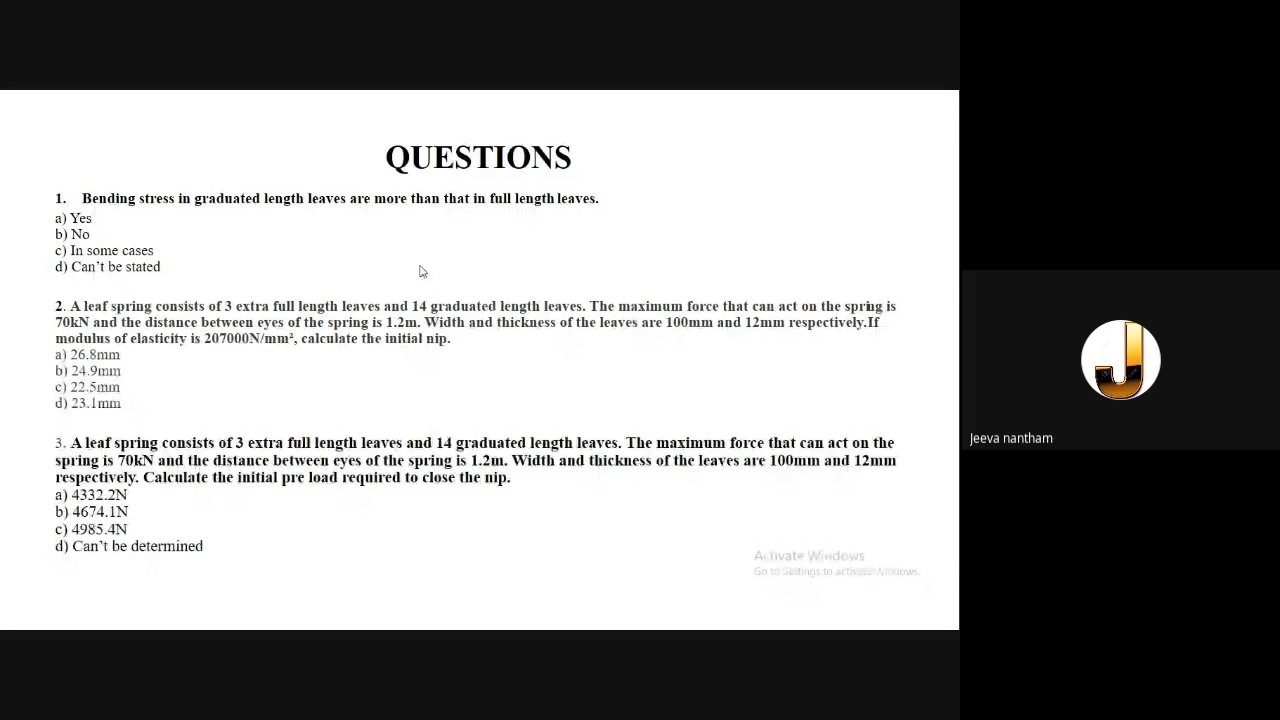 QUESTIONS
1. Bending stress in graduated length leaves are more than that in full length leaves.
a) Yes
b) No
c) In some cases
d) Can't be stated
2. A leaf spring consists of 3 extra full length leaves and 14 graduated length leaves. The maximum force that can act on the spring is
70kN and the distance between eyes of the spring is 1.2m. Width and thickness of the leaves are 100mm and 12mm respectively.If
modulus of elasticity is 207000N/mm², calculate the initial nip.
a) 26.8mm
b) 24.9mm
c) 22.5mm
d) 23.1mm
3. A leaf spring consists of 3 extra full length leaves and 14 graduated length leaves. The maximum force that can act on the
spring is 70kN and the distance between eyes of the spring is 1.2m. Width and thickness of the leaves are 100mm and 12mm
respectively. Calculate the initial pre load required to close the nip.
a) 4332.2N
b) 4674.1N
c) 4985.4N
d) Can't be determined
Activate Windows
Go to Settings to activate Windows.
J
Jeeva nantham